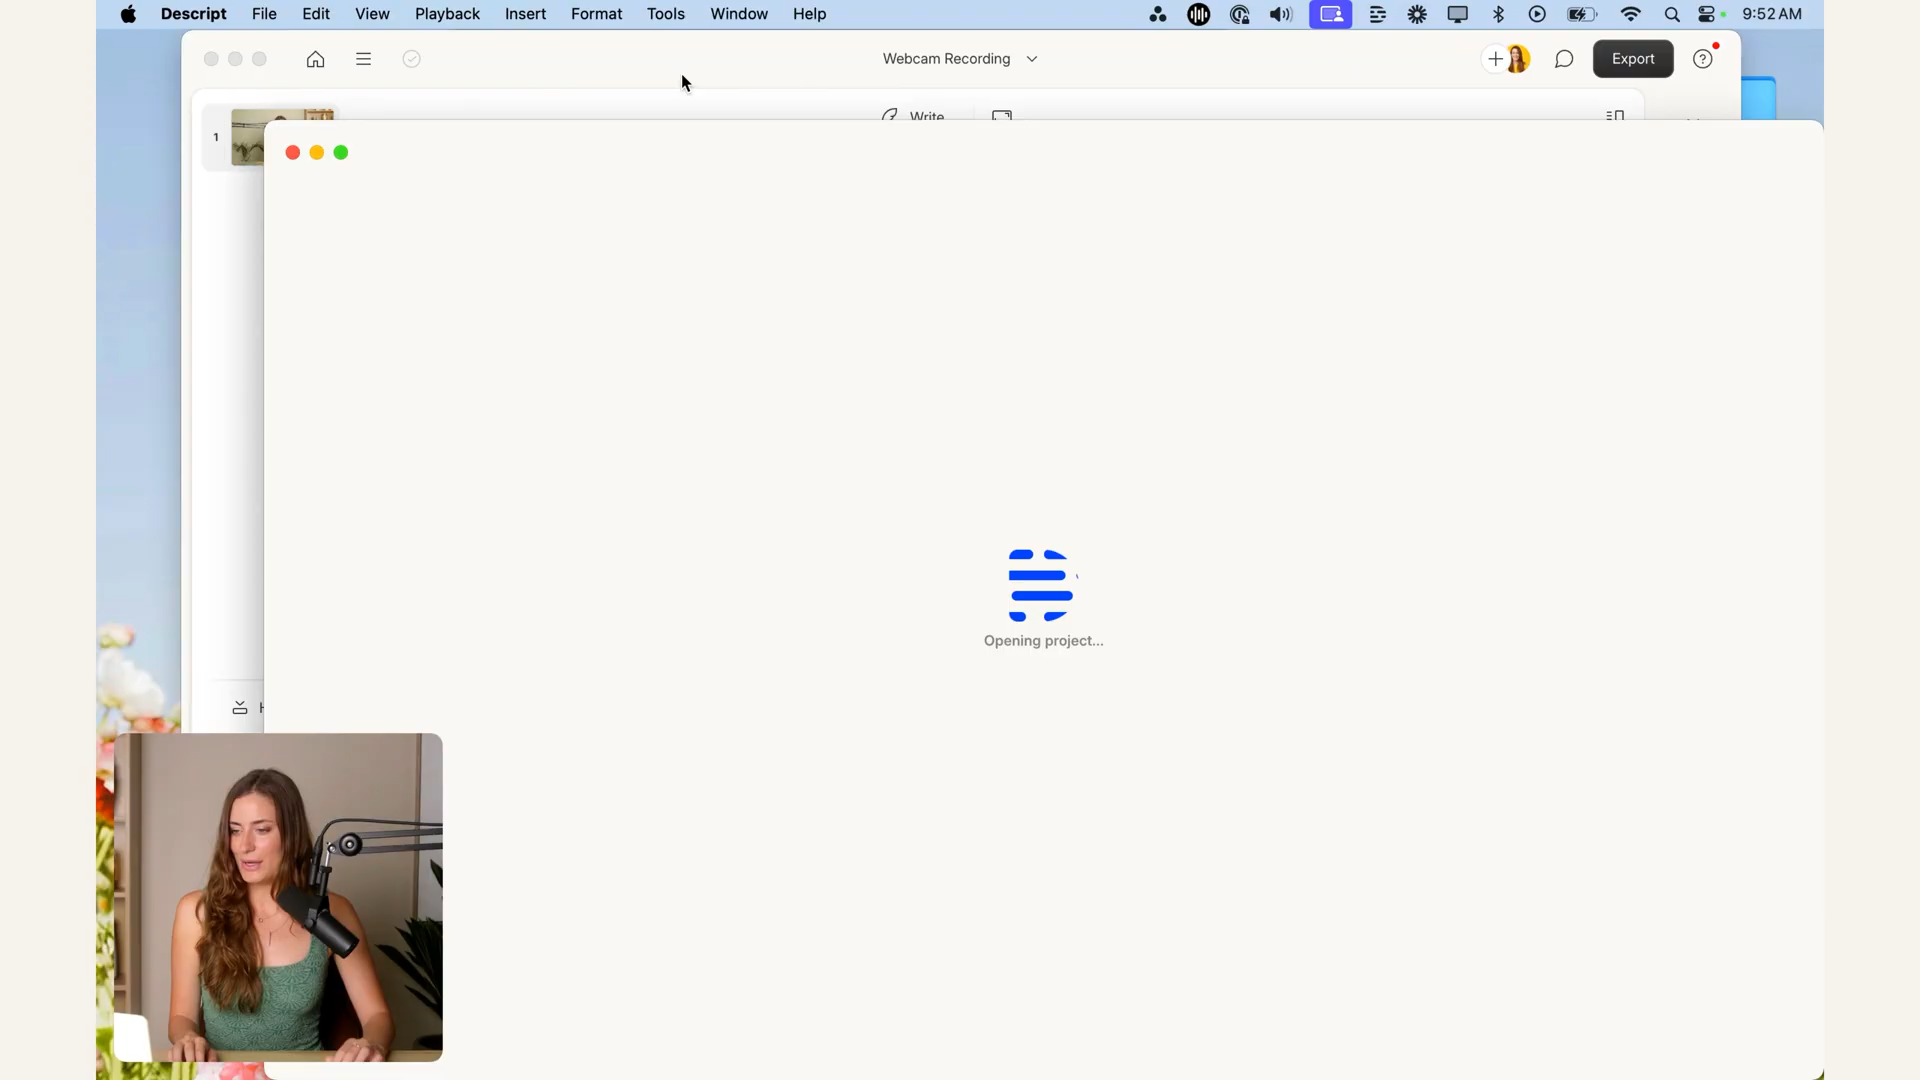 Descript File Edit View Playback Insert Format Tools Window Help 9:52 AM
Webcam Recording Export
1
Write
Opening project...